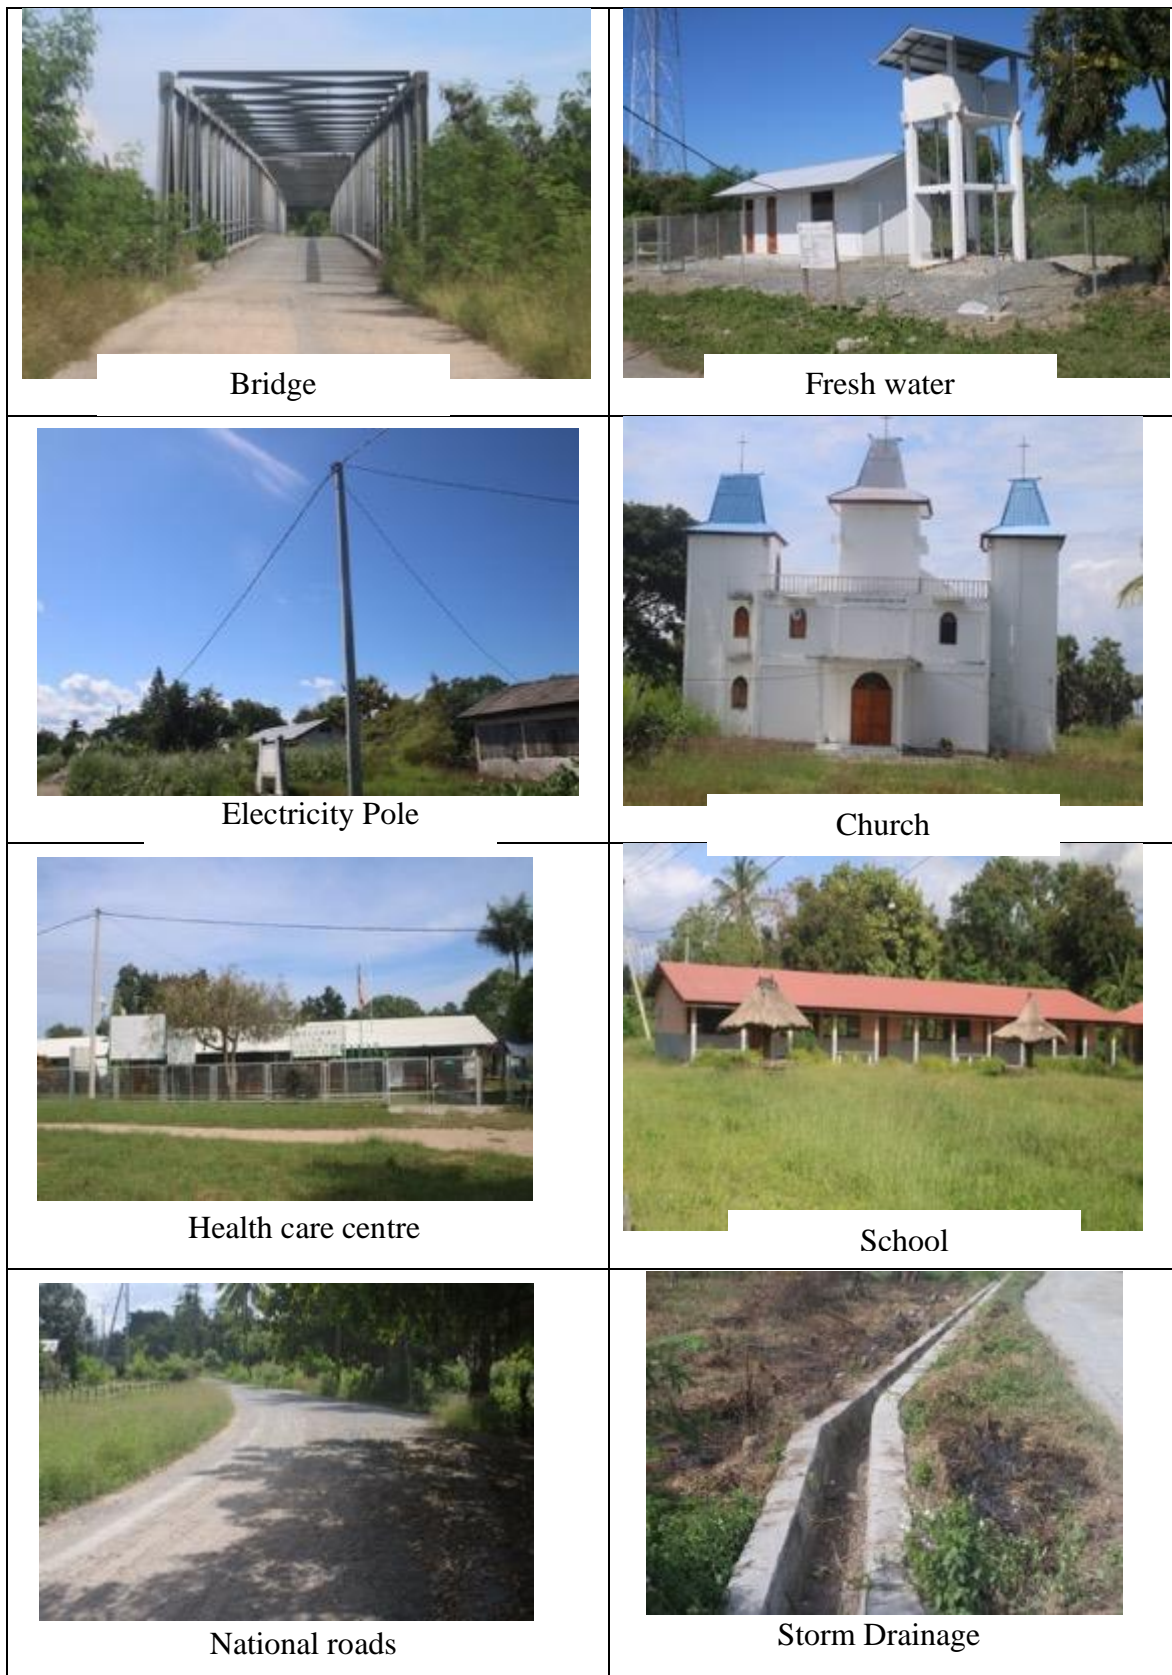 Bridge
Fresh water
Electricity Pole
Church
Health care centre
School
National roads
Storm Drainage